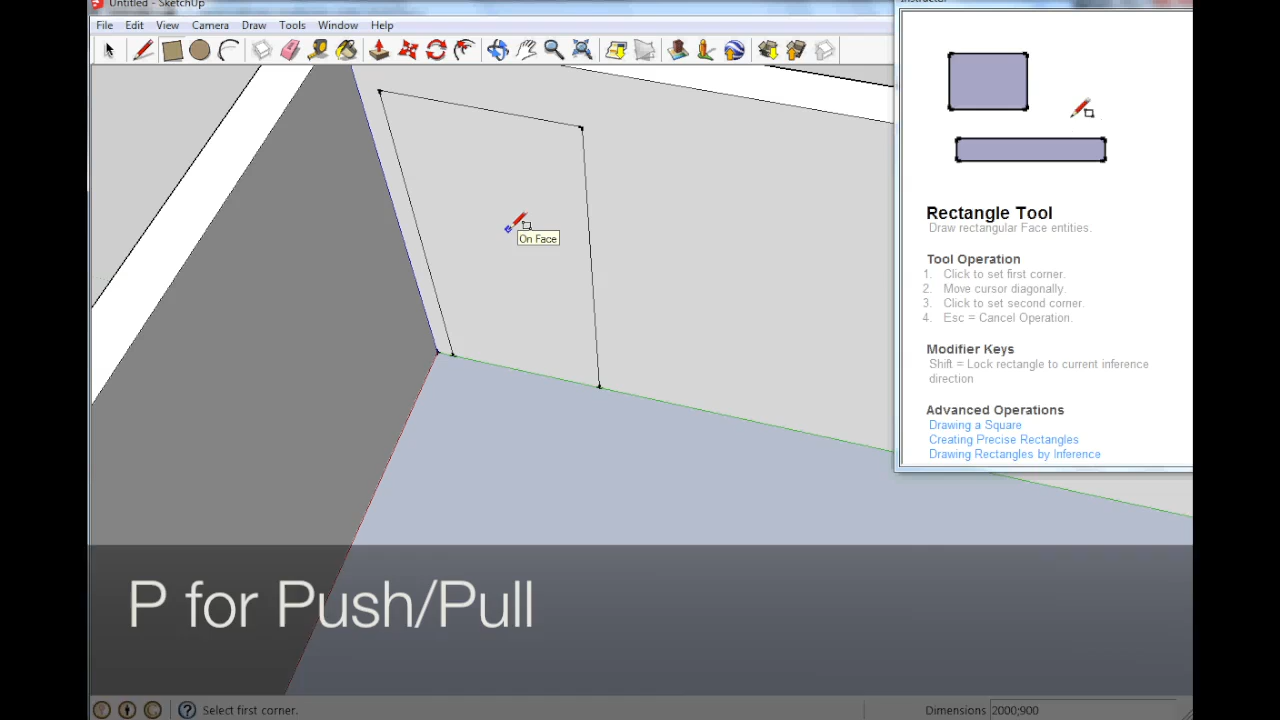 Untitled - SketchUp
Instructor
File Edit View Camera Draw Tools Window Help
On Face
Rectangle Tool
Draw rectangular Face entities.
Tool Operation
1. Click to set first corner.
2. Move cursor diagonally.
3. Click to set second corner.
4. Esc = Cancel Operation.
Modifier Keys
Shift = Lock rectangle to current inference
direction
Advanced Operations
Drawing a Square
Creating Precise Rectangles
Drawing Rectangles by Inference
P for Push/Pull
Select first corner.
Dimensions 2000;900